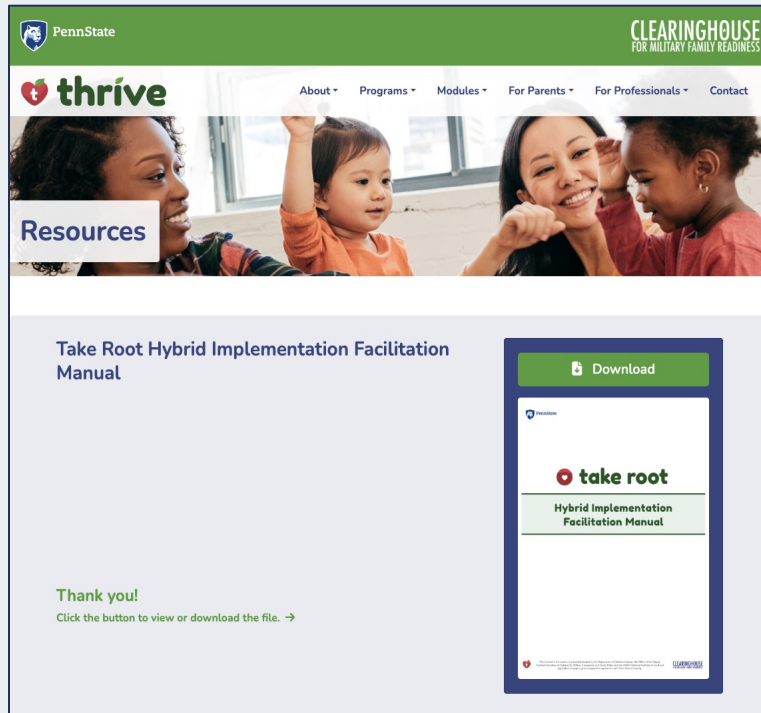 PennState
CLEARINGHOUSE
FOR MILITARY FAMILY READINESS
t thrive
About
Programs
Modules
For Parents
For Professionals
Contact
Resources
Take Root Hybrid Implementation Facilitation
Manual
Thank you!
Click the button to view or download the file. →
Download
PennState
take root
Hybrid Implementation
Facilitation Manual
CLEARINGHOUSE